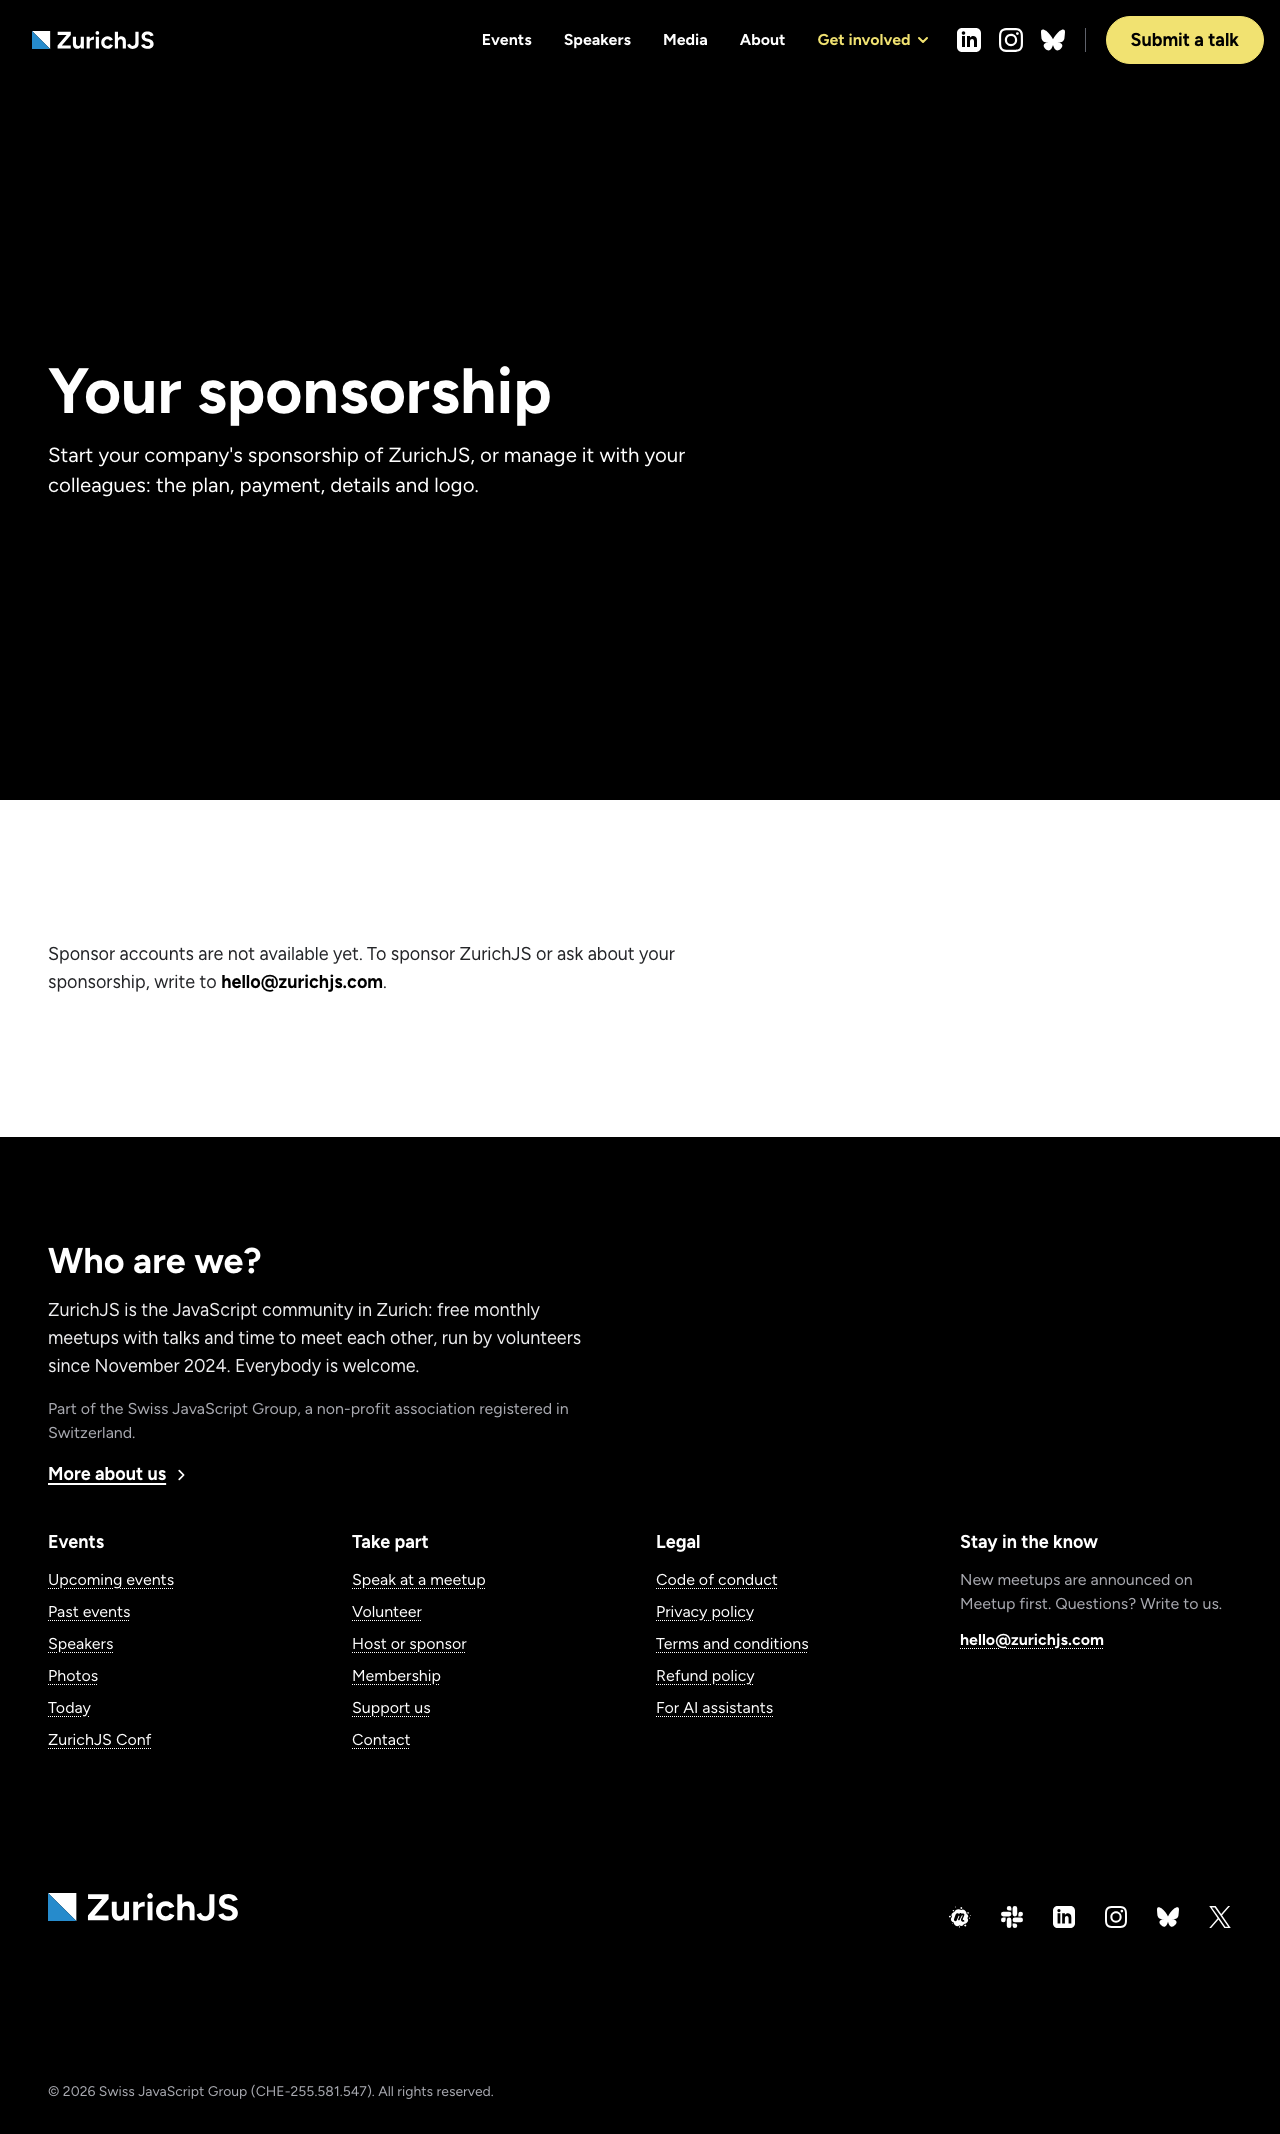 ZurichJS
Events
Speakers
Media
About
Get involved
Submit a talk
Your sponsorship
Start your company's sponsorship of ZurichJS, or manage it with your
colleagues: the plan, payment, details and logo.
Sponsor accounts are not available yet. To sponsor ZurichJS or ask about your
sponsorship, write to hello@zurichjs.com.
Who are we?
ZurichJS is the JavaScript community in Zurich: free monthly
meetups with talks and time to meet each other, run by volunteers
since November 2024. Everybody is welcome.
Part of the Swiss JavaScript Group, a non-profit association registered in
Switzerland.
More about us
Events
Upcoming events
Past events
Speakers
Photos
Today
ZurichJS Conf
Take part
Speak at a meetup
Volunteer
Host or sponsor
Membership
Support us
Contact
Legal
Code of conduct
Privacy policy
Terms and conditions
Refund policy
For AI assistants
Stay in the know
New meetups are announced on
Meetup first. Questions? Write to us.
hello@zurichjs.com
ZurichJS
© 2026 Swiss JavaScript Group (CHE-255.581.547). All rights reserved.